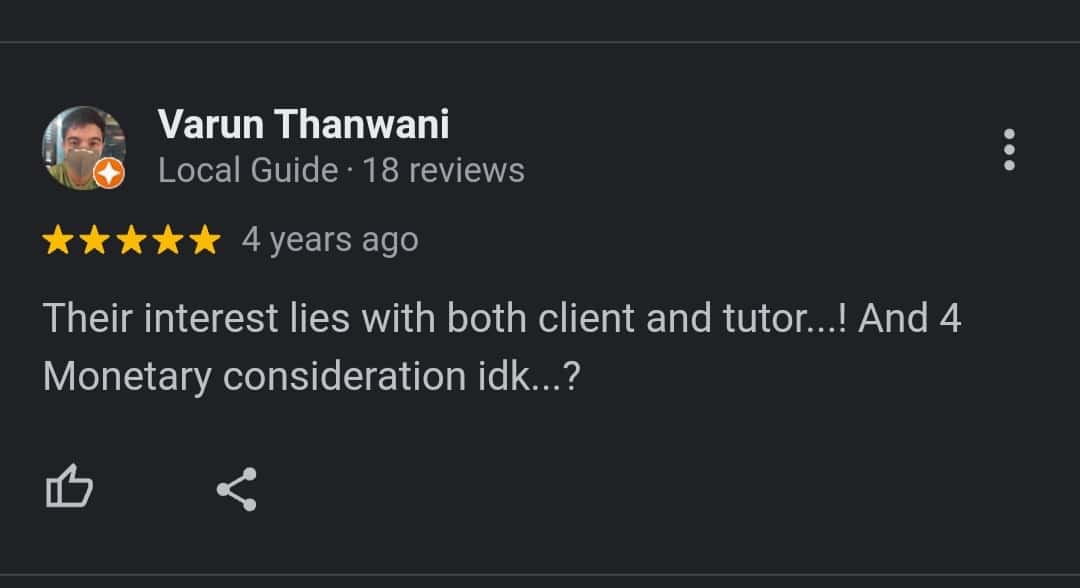 Varun Thanwani
Local Guide · 18 reviews
4 years ago
Their interest lies with both client and tutor...! And 4
Monetary consideration idk...?